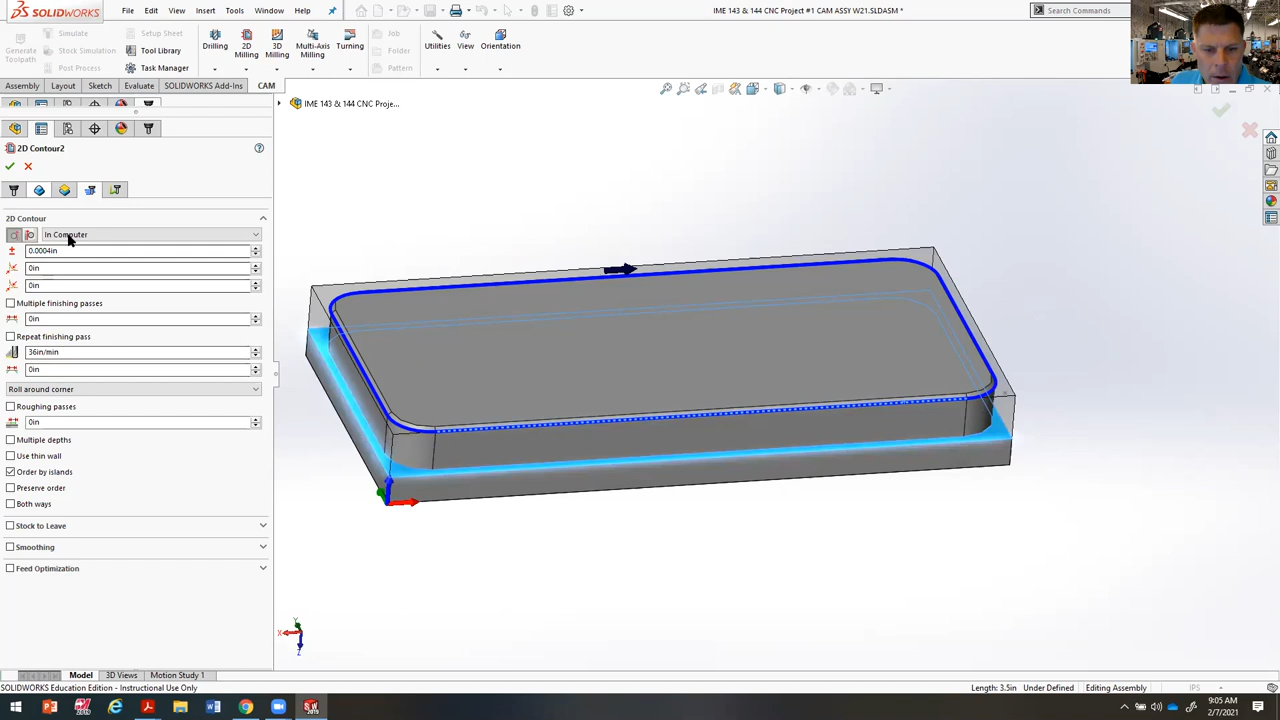 SOLIDWORKS File Edit View Insert Tools Window Help IME 143 & 144 CNC Project #1 CAM ASSY W21.SLDASM * Search Commands
Generate Toolpath Simulate Stock Simulation Post Process Setup Sheet Tool Library Task Manager Drilling 2D Milling 3D Milling Multi-Axis Milling Turning Job Folder Pattern Utilities View Orientation
Assembly Layout Sketch Evaluate SOLIDWORKS Add-Ins CAM
IME 143 & 144 CNC Proje...
2D Contour2
2D Contour
In Computer
0.0004in
0in
0in
Multiple finishing passes
0in
Repeat finishing pass
36in/min
0in
Roll around corner
Roughing passes
0in
Multiple depths
Use thin wall
Order by islands
Preserve order
Both ways
Stock to Leave
Smoothing
Feed Optimization
Y
X
Z
Model 3D Views Motion Study 1
SOLIDWORKS Education Edition - Instructional Use Only Length: 3.5in Under Defined Editing Assembly IPS
9:05 AM
2/7/2021